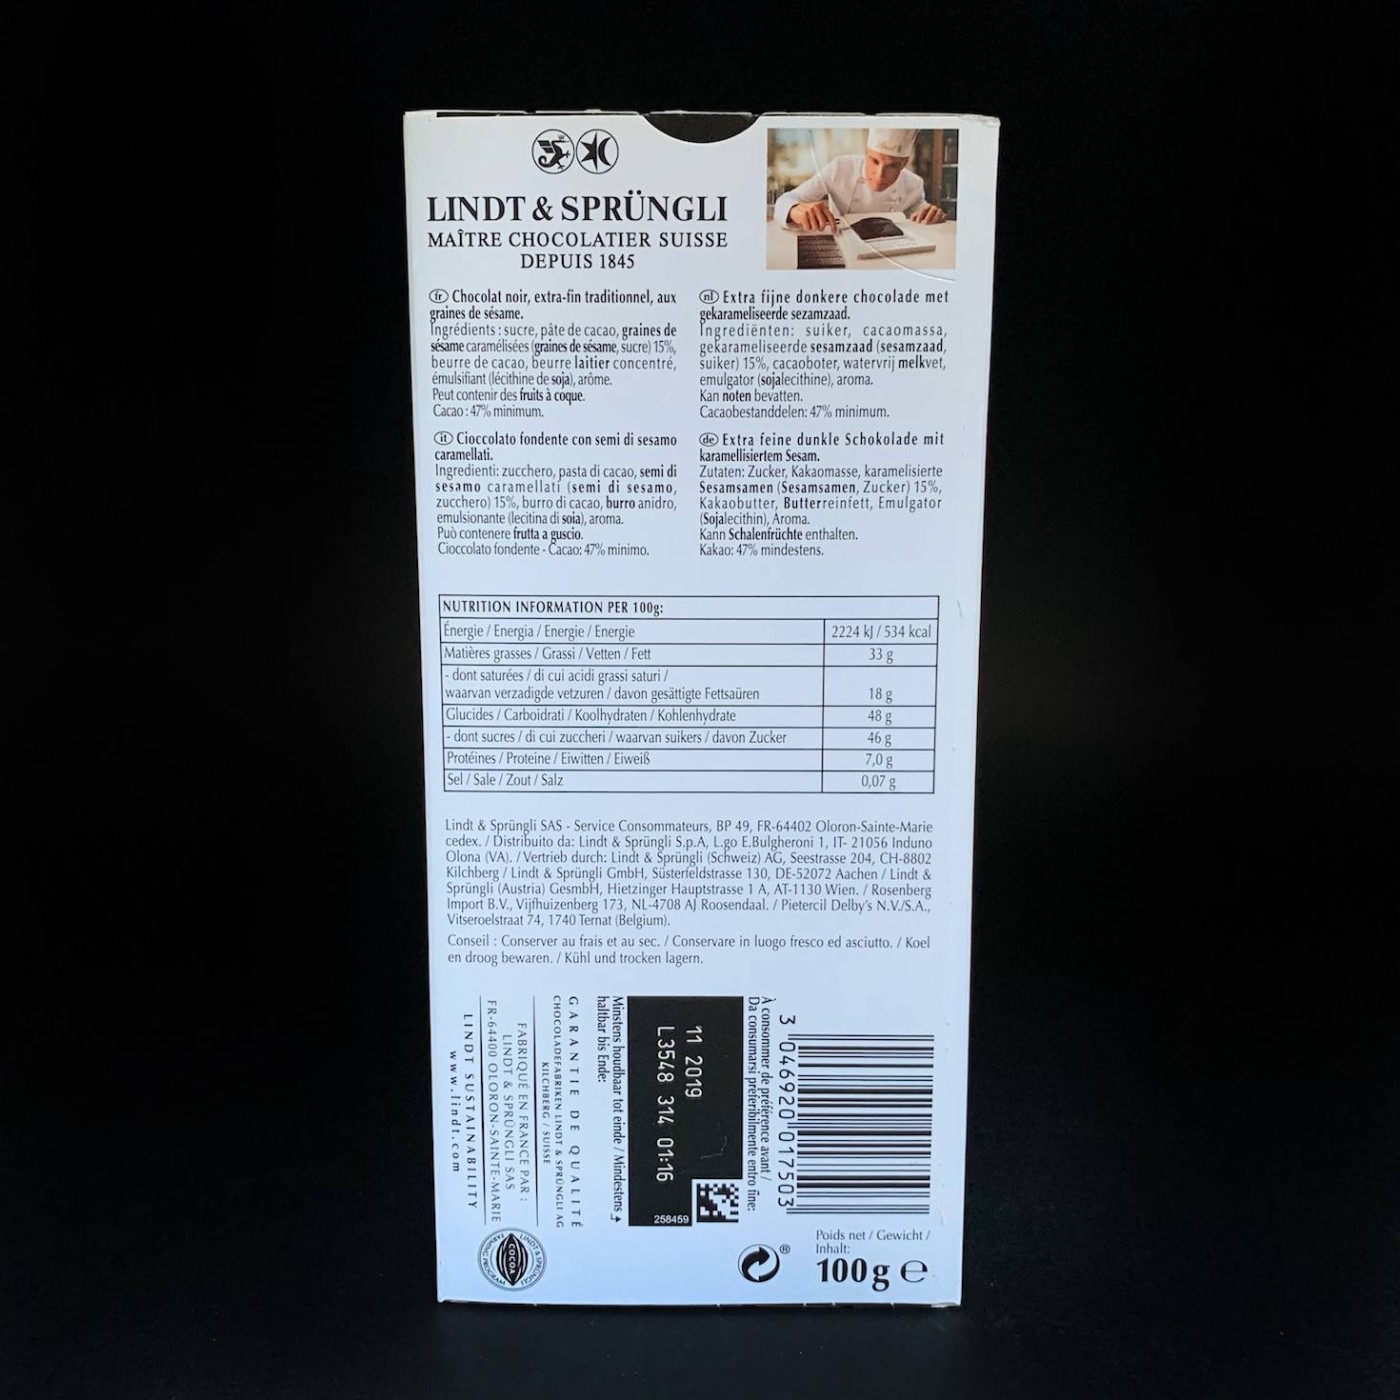 LINDT & SPRÜNGLI
MAÎTRE CHOCOLATIER SUISSE
DEPUIS 1845
fr Chocolat noir, extra-fin traditionnel, aux
graines de sésame.
Ingrédients : sucre, pâte de cacao, graines de
sésame caramélisées (graines de sésame, sucre) 15%,
beurre de cacao, beurre laitier concentré,
émulsifiant (lécithine de soja), arôme.
Peut contenir des fruits à coque.
Cacao : 47% minimum.
nl Extra fijne donkere chocolade met
gekarameliseerde sezamzaad.
Ingrediënten: suiker, cacaomassa,
gekarameliseerde sesamzaad (sesamzaad,
suiker) 15%, cacaoboter, watervrij melkvet,
emulgator (sojalecithine), aroma.
Kan noten bevatten.
Cacaobestanddelen: 47% minimum.
it Cioccolato fondente con semi di sesamo
caramellati.
Ingredienti: zucchero, pasta di cacao, semi di
sesamo caramellati (semi di sesamo,
zucchero) 15%, burro di cacao, burro anidro,
emulsionante (lecitina di soia), aroma.
Può contenere frutta a guscio.
Cioccolato fondente - Cacao: 47% minimo.
de Extra feine dunkle Schokolade mit
karamellisiertem Sesam.
Zutaten: Zucker, Kakaomasse, karamelisierte
Sesamsamen (Sesamsamen, Zucker) 15%,
Kakaobutter, Butterreinfett, Emulgator
(Sojalecithin), Aroma.
Kann Schalenfrüchte enthalten.
Kakao: 47% mindestens.
NUTRITION INFORMATION PER 100g:
Énergie / Energia / Energie / Energie 2224 kJ / 534 kcal
Matières grasses / Grassi / Vetten / Fett 33 g
- dont saturées / di cui acidi grassi saturi /
waarvan verzadigde vetzuren / davon gesättigte Fettsaüren 18 g
Glucides / Carboidrati / Koolhydraten / Kohlenhydrate 48 g
- dont sucres / di cui zuccheri / waarvan suikers / davon Zucker 46 g
Protéines / Proteine / Eiwitten / Eiweiß 7,0 g
Sel / Sale / Zout / Salz 0,07 g
Lindt & Sprüngli SAS - Service Consommateurs, BP 49, FR-64402 Oloron-Sainte-Marie
cedex. / Distribuito da: Lindt & Sprüngli S.p.A, L.go E.Bulgheroni 1, IT- 21056 Induno
Olona (VA). / Vertrieb durch: Lindt & Sprüngli (Schweiz) AG, Seestrasse 204, CH-8802
Kilchberg / Lindt & Sprüngli GmbH, Süsterfeldstrasse 130, DE-52072 Aachen / Lindt &
Sprüngli (Austria) GesmbH, Hietzinger Hauptstrasse 1 A, AT-1130 Wien. / Rosenberg
Import B.V., Vijfhuizenberg 173, NL-4708 AJ Roosendaal. / Pietercil Delby's N.V./S.A.,
Vitseroelstraat 74, 1740 Ternat (Belgium).
Conseil : Conserver au frais et au sec. / Conservare in luogo fresco ed asciutto. / Koel
en droog bewaren. / Kühl und trocken lagern.
3 046920 017503
À consommer de préférence avant /
Da consumarsi preferibilmente entro fine:
11 2019
L3548 314 01:16
258459
Minstens houdbaar tot einde / Mindestens
haltbar bis Ende:
GARANTIE DE QUALITÉ
CHOCOLADEFABRIKEN LINDT & SPRÜNGLI AG
KILCHBERG / SUISSE
FABRIQUÉ EN FRANCE PAR :
LINDT & SPRÜNGLI SAS
FR-64400 OLORON-SAINTE-MARIE
LINDT SUSTAINABILITY
www.lindt.com
LINDT & SPRÜNGLI
COCOA
FARMING PROGRAM
®
Poids net / Gewicht /
Inhalt:
100 g e